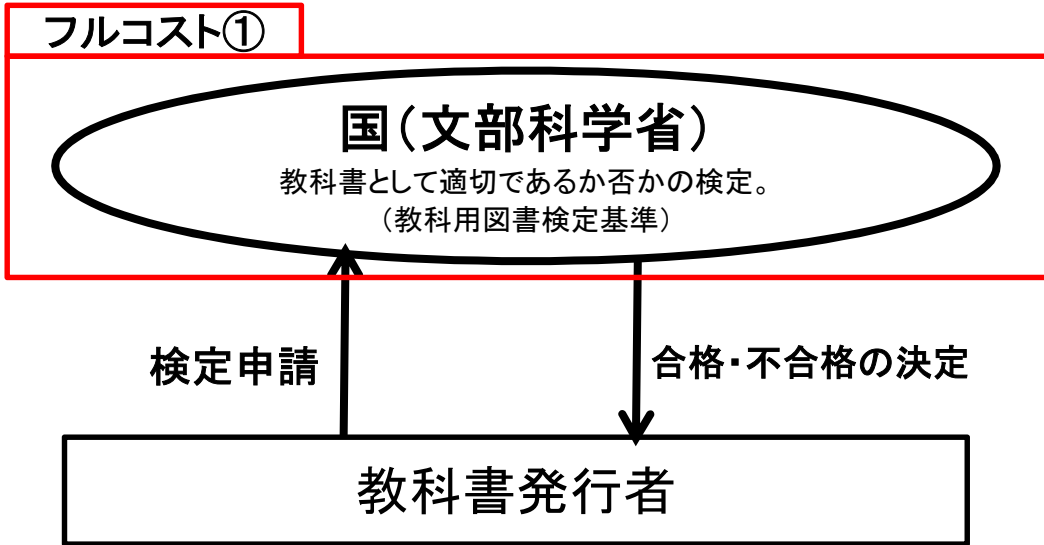 フルコスト①
国(文部科学省)
教科書として適切であるか否かの検定。
(教科用図書検定基準)
検定申請
合格・不合格の決定
教科書発行者